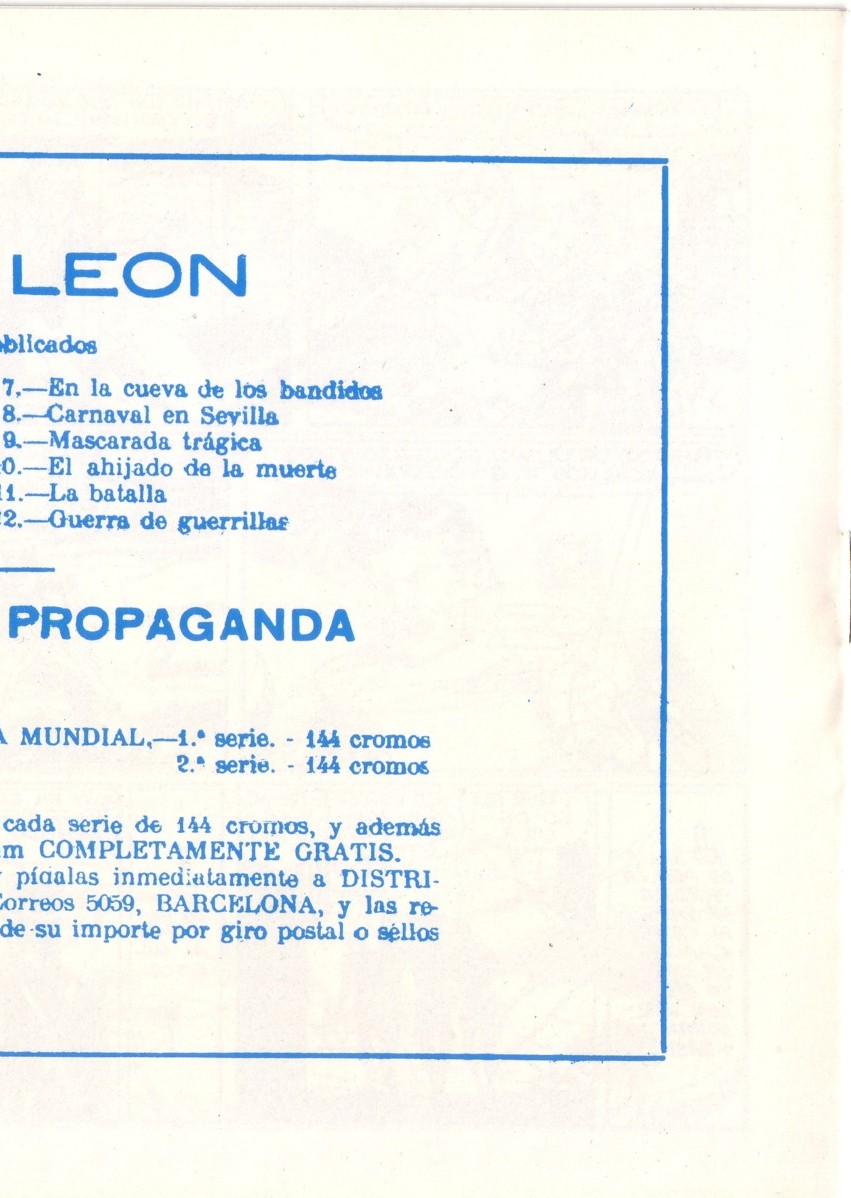 LEON
blicados
7.—En la cueva de los bandidos
8.—Carnaval en Sevilla
9.—Mascarada trágica
0.—El ahijado de la muerte
1.—La batalla
2.—Guerra de guerrillas
PROPAGANDA
A MUNDIAL.—1.ª serie. - 144 cromos
2.ª serie. - 144 cromos
cada serie de 144 cromos, y además
m COMPLETAMENTE GRATIS.
pídalas inmediatamente a DISTRI-
Correos 5059, BARCELONA, y las re-
de su importe por giro postal o sellos